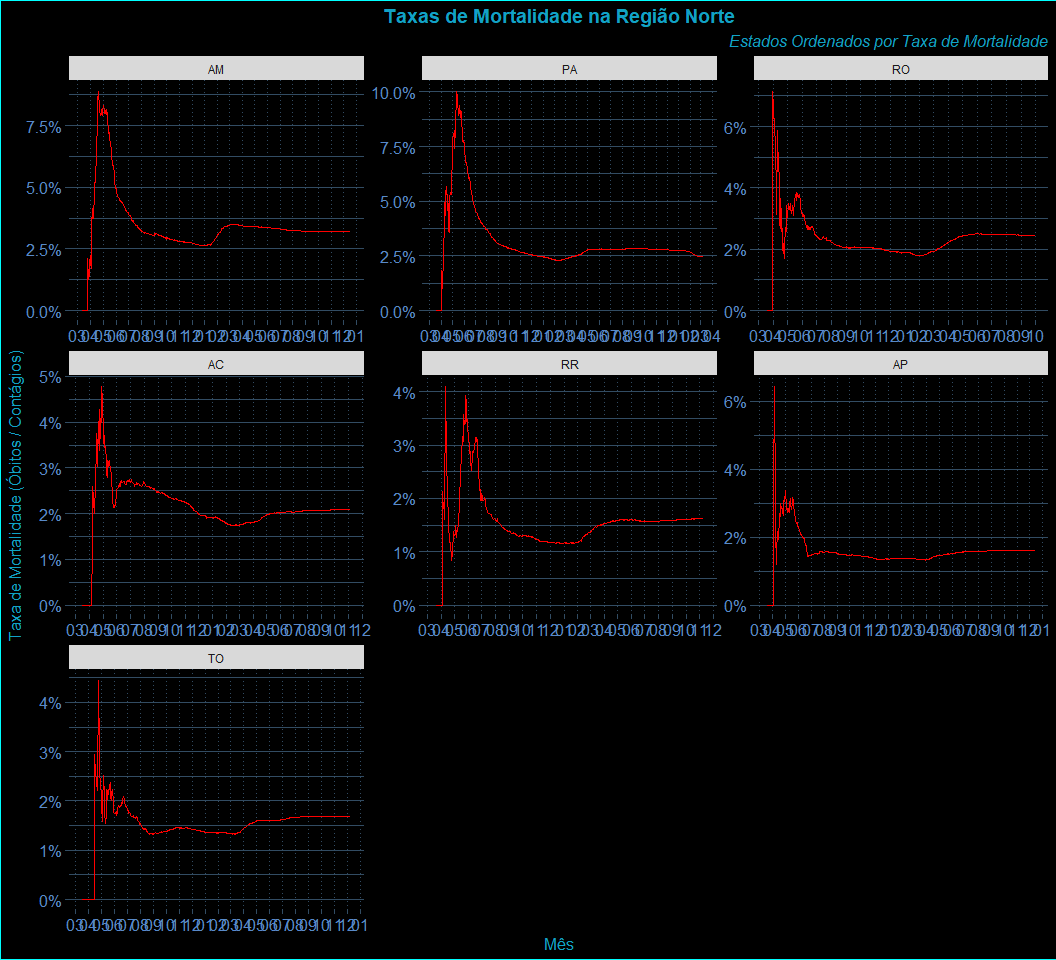 Taxas de Mortalidade na Região Norte
Estados Ordenados por Taxa de Mortalidade
AM
PA
RO
7.5%
5.0%
2.5%
0.0%
10.0%
7.5%
5.0%
2.5%
0.0%
6%
4%
2%
0%
03 04 05 06 07 08 09 10 11 12 01 02 03 04 05 06 07 08 09 10 11 12 01
03 04 05 06 07 08 09 10 11 12 01 02 03 04 05 06 07 08 09 10 11 12 01 02 03 04
03 04 05 06 07 08 09 10 11 12 01 02 03 04 05 06 07 08 09 10
AC
RR
AP
5%
4%
3%
2%
1%
0%
4%
3%
2%
1%
0%
6%
4%
2%
0%
03 04 05 06 07 08 09 10 11 12 01 02 03 04 05 06 07 08 09 10 11 12
03 04 05 06 07 08 09 10 11 12 01 02 03 04 05 06 07 08 09 10 11 12
03 04 05 06 07 08 09 10 11 12 01 02 03 04 05 06 07 08 09 10 11 12 01
TO
4%
3%
2%
1%
0%
03 04 05 06 07 08 09 10 11 12 01 02 03 04 05 06 07 08 09 10 11 12 01
Taxa de Mortalidade (Óbitos / Contágios)
Mês